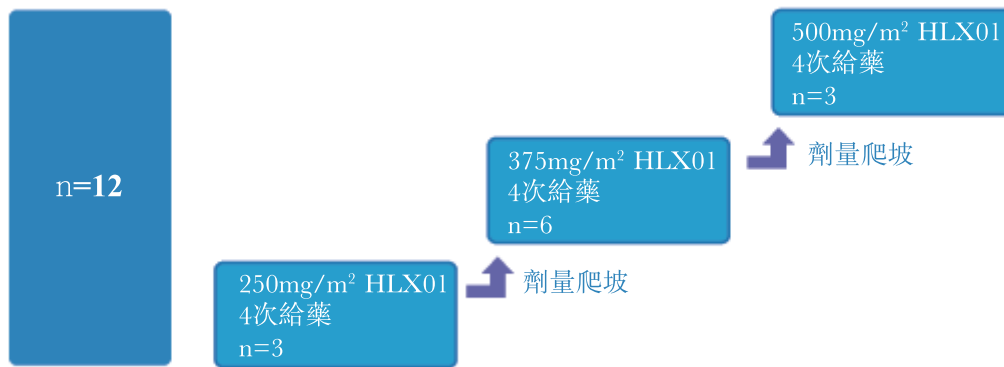 n=12
250mg/m² HLX01
4次給藥
n=3
劑量爬坡
375mg/m² HLX01
4次給藥
n=6
劑量爬坡
500mg/m² HLX01
4次給藥
n=3